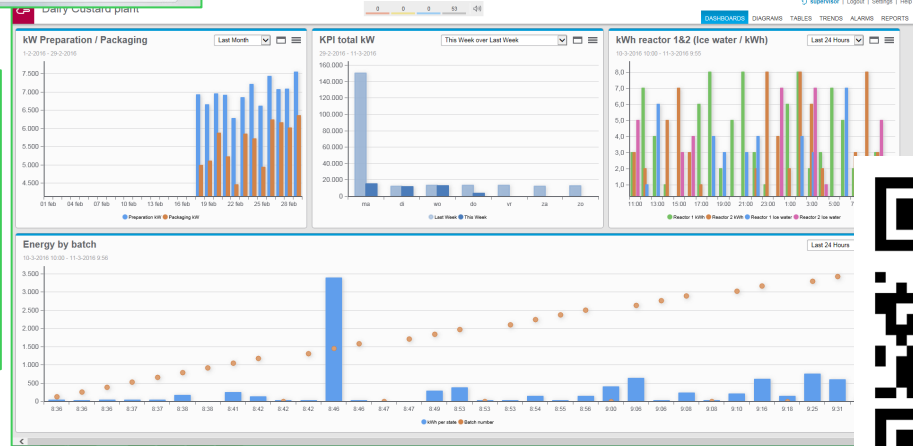 supervisor | Logout | Settings | Help
Dairy Custard plant
0 0 0 53
DASHBOARDS DIAGRAMS TABLES TRENDS ALARMS REPORTS
kW Preparation / Packaging
Last Month
1-2-2016 - 29-2-2016
7.500
7.000
6.500
6.000
5.500
5.000
4.500
01 feb 04 feb 07 feb 10 feb 13 feb 16 feb 19 feb 22 feb 25 feb 28 feb
Preparation kW Packaging kW
KPI total kW
This Week over Last Week
29-2-2016 - 11-3-2016
160.000
140.000
120.000
100.000
80.000
60.000
40.000
20.000
0
ma di wo do vr za zo
Last Week This Week
kWh reactor 1&2 (Ice water / kWh)
Last 24 Hours
10-3-2016 10:00 - 11-3-2016 9:55
8,0
7,0
6,0
5,0
4,0
3,0
2,0
1,0
11:00 13:00 15:00 17:00 19:00 21:00 23:00 1:00 3:00 5:00 7
Reactor 1 kWh Reactor 2 kWh Reactor 1 Ice water Reactor 2 Ice water
Energy by batch
Last 24 Hours
10-3-2016 10:00 - 11-3-2016 9:56
3.500
3.000
2.500
2.000
1.500
1.000
500
0
8:36 8:36 8:36 8:37 8:37 8:38 8:38 8:41 8:42 8:42 8:42 8:46 8:46 8:47 8:47 8:49 8:53 8:53 8:53 8:54 8:55 8:56 9:00 9:06 9:06 9:08 9:08 9:10 9:16 9:18 9:25 9:31
kWh per state Batch number